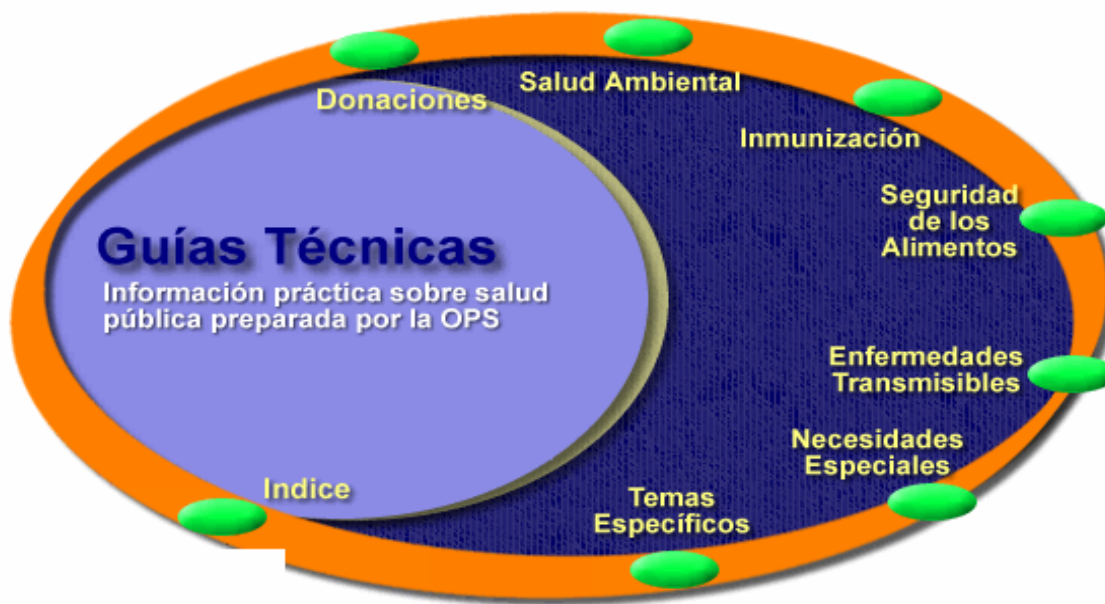 Donaciones
Salud Ambiental
Inmunización
Seguridad
de los
Alimentos
Guías Técnicas
Información práctica sobre salud
pública preparada por la OPS
Enfermedades
Transmisibles
Necesidades
Especiales
Temas
Específicos
Indice